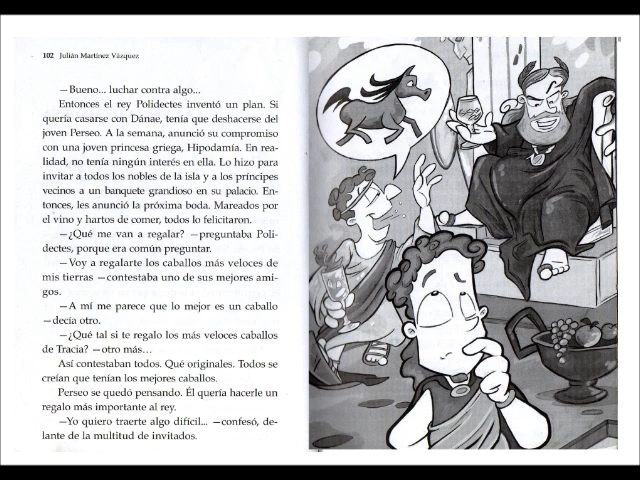 102 Julián Martínez Vázquez
—Bueno... luchar contra algo...
Entonces el rey Polidectes inventó un plan. Si
quería casarse con Dánae, tenía que deshacerse del
joven Perseo. A la semana, anunció su compromiso
con una joven princesa griega, Hipodamía. En rea-
lidad, no tenía ningún interés en ella. Lo hizo para
invitar a todos los nobles de la isla y a los príncipes
vecinos a un banquete grandioso en su palacio. En-
tonces, les anunció la próxima boda. Mareados por
el vino y hartos de comer, todos lo felicitaron.
—¿Qué me van a regalar? —preguntaba Poli-
dectes, porque era común preguntar.
—Voy a regalarte los caballos más veloces de
mis tierras —contestaba uno de sus mejores ami-
gos.
—A mí me parece que lo mejor es un caballo
—decía otro.
—¿Qué tal si te regalo los más veloces caballos
de Tracia? —otro más...
Así contestaban todos. Qué originales. Todos se
creían que tenían los mejores caballos.
Perseo se quedó pensando. Él quería hacerle un
regalo más importante al rey.
—Yo quiero traerte algo difícil... —confesó, de-
lante de la multitud de invitados.